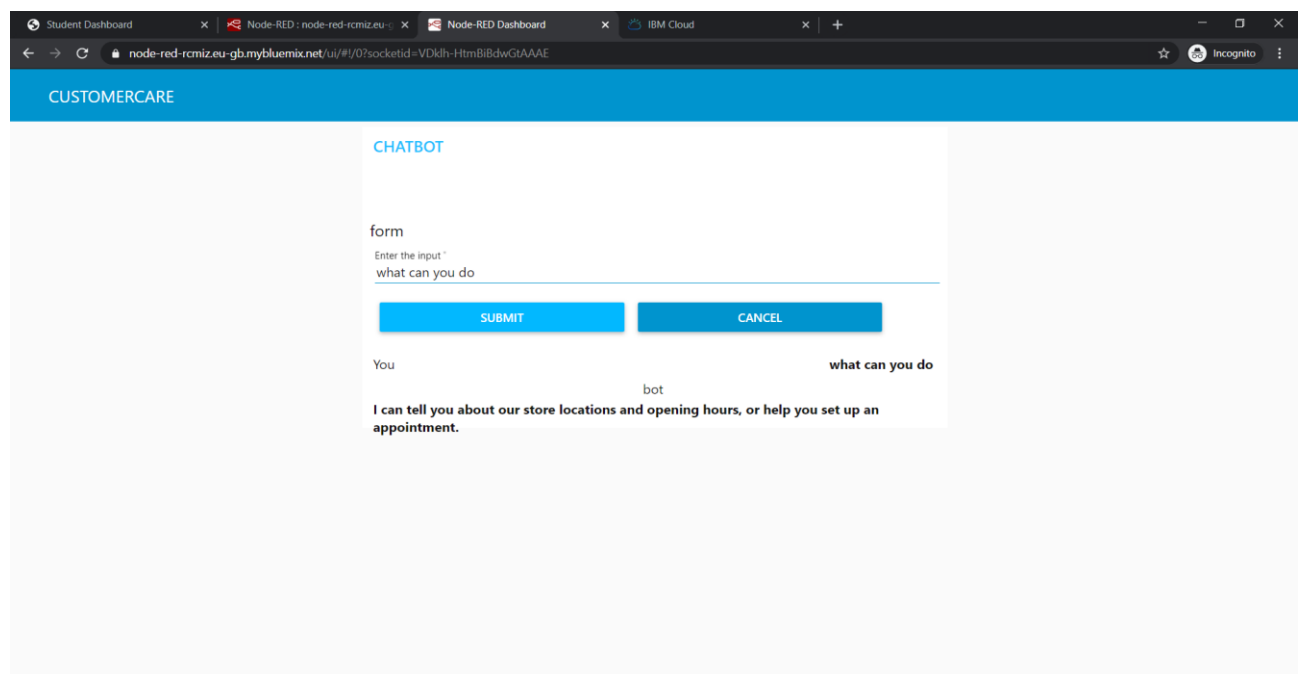 Student Dashboard
Node-RED : node-red-rcmiz.eu-g
Node-RED Dashboard
IBM Cloud
node-red-rcmiz.eu-gb.mybluemix.net/ui/#!/0?socketid=VDkIh-HtmBiBdwGtAAAE
Incognito
CUSTOMERCARE
CHATBOT
form
Enter the input *
what can you do
SUBMIT CANCEL
You what can you do
bot
I can tell you about our store locations and opening hours, or help you set up an
appointment.